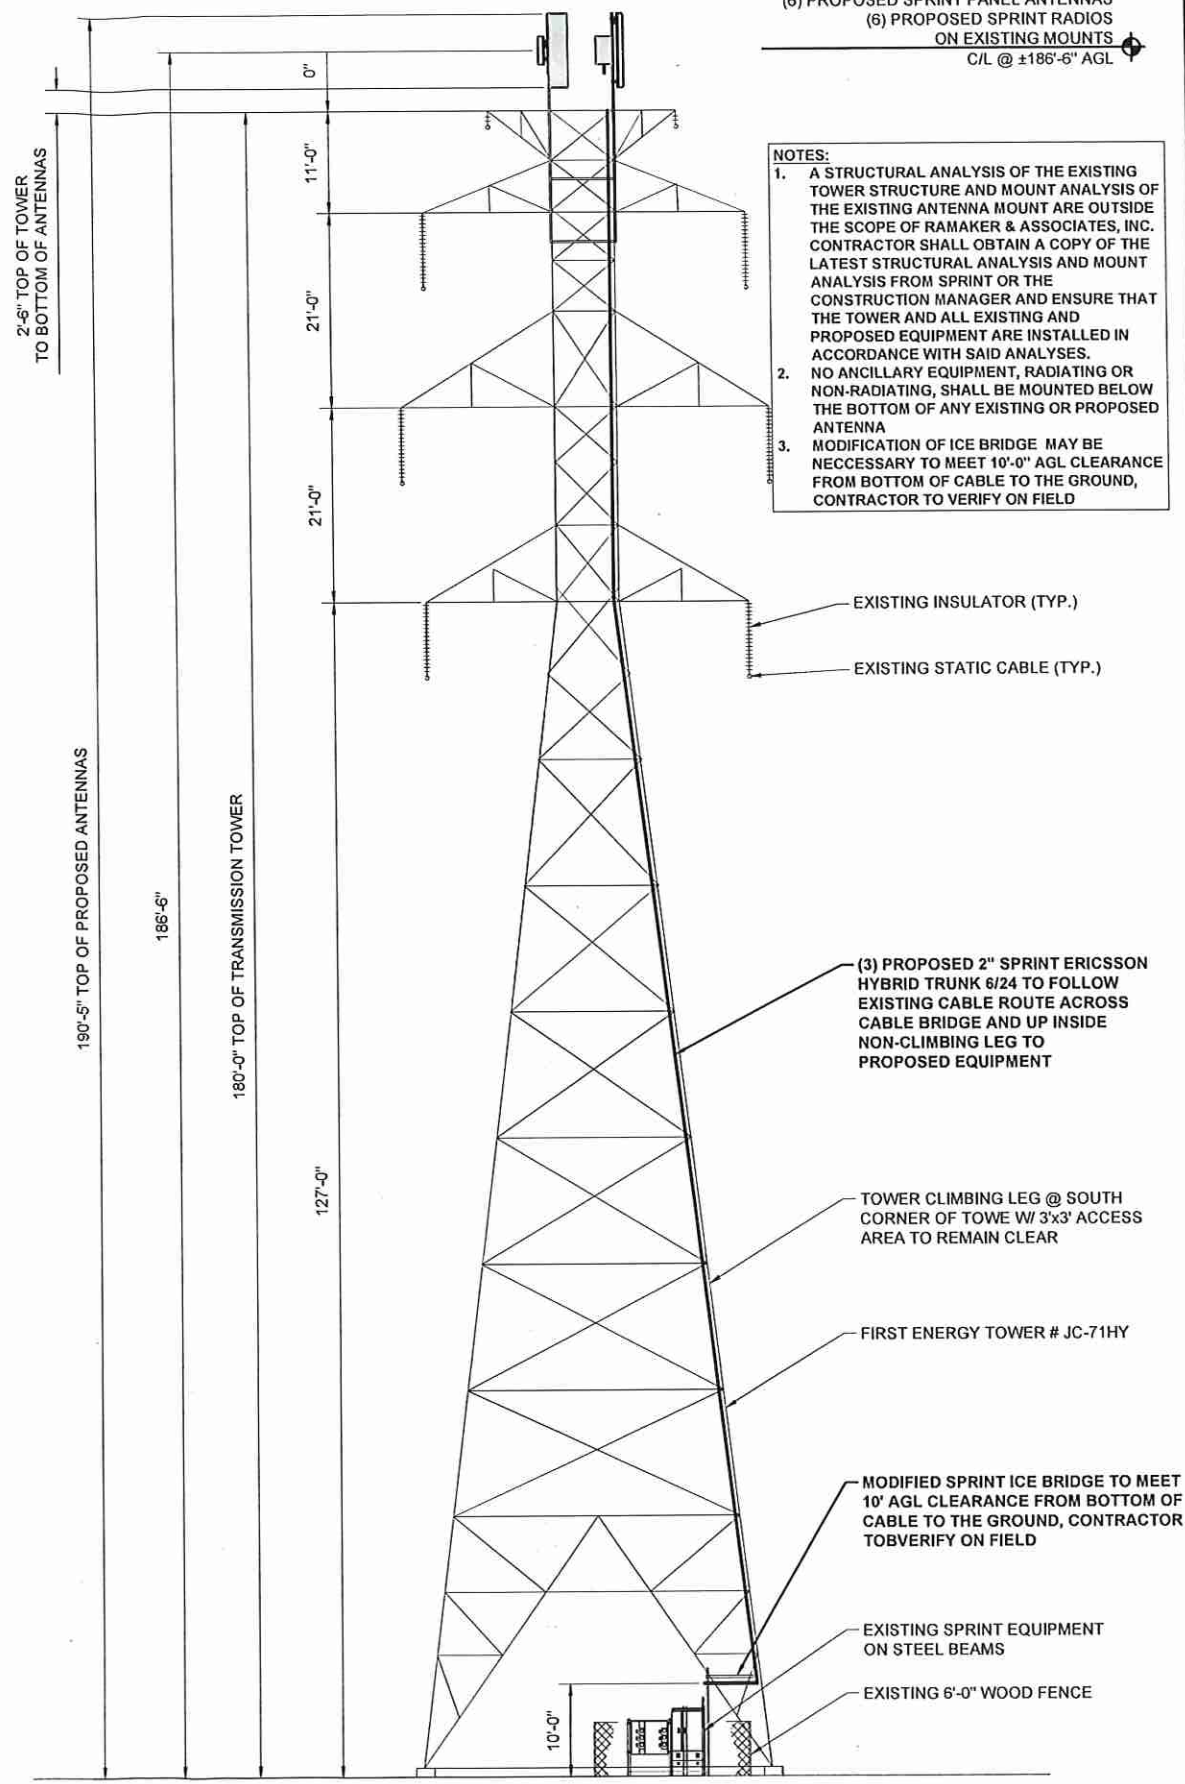 (6) PROPOSED SPRINT PANEL ANTENNAS
(6) PROPOSED SPRINT RADIOS
ON EXISTING MOUNTS
C/L @ ±186'-6" AGL
NOTES:
1. A STRUCTURAL ANALYSIS OF THE EXISTING
TOWER STRUCTURE AND MOUNT ANALYSIS OF
THE EXISTING ANTENNA MOUNT ARE OUTSIDE
THE SCOPE OF RAMAKER & ASSOCIATES, INC.
CONTRACTOR SHALL OBTAIN A COPY OF THE
LATEST STRUCTURAL ANALYSIS AND MOUNT
ANALYSIS FROM SPRINT OR THE
CONSTRUCTION MANAGER AND ENSURE THAT
THE TOWER AND ALL EXISTING AND
PROPOSED EQUIPMENT ARE INSTALLED IN
ACCORDANCE WITH SAID ANALYSES.
2. NO ANCILLARY EQUIPMENT, RADIATING OR
NON-RADIATING, SHALL BE MOUNTED BELOW
THE BOTTOM OF ANY EXISTING OR PROPOSED
ANTENNA
3. MODIFICATION OF ICE BRIDGE MAY BE
NECCESSARY TO MEET 10'-0" AGL CLEARANCE
FROM BOTTOM OF CABLE TO THE GROUND,
CONTRACTOR TO VERIFY ON FIELD
2'-6" TOP OF TOWER
TO BOTTOM OF ANTENNAS
0"
11'-0"
21'-0"
21'-0"
127'-0"
190'-5" TOP OF PROPOSED ANTENNAS
186'-6"
180'-0" TOP OF TRANSMISSION TOWER
EXISTING INSULATOR (TYP.)
EXISTING STATIC CABLE (TYP.)
(3) PROPOSED 2" SPRINT ERICSSON
HYBRID TRUNK 6/24 TO FOLLOW
EXISTING CABLE ROUTE ACROSS
CABLE BRIDGE AND UP INSIDE
NON-CLIMBING LEG TO
PROPOSED EQUIPMENT
TOWER CLIMBING LEG @ SOUTH
CORNER OF TOWE W/ 3'x3' ACCESS
AREA TO REMAIN CLEAR
FIRST ENERGY TOWER # JC-71HY
MODIFIED SPRINT ICE BRIDGE TO MEET
10' AGL CLEARANCE FROM BOTTOM OF
CABLE TO THE GROUND, CONTRACTOR
TOBVERIFY ON FIELD
EXISTING SPRINT EQUIPMENT
ON STEEL BEAMS
EXISTING 6'-0" WOOD FENCE
10'-0"